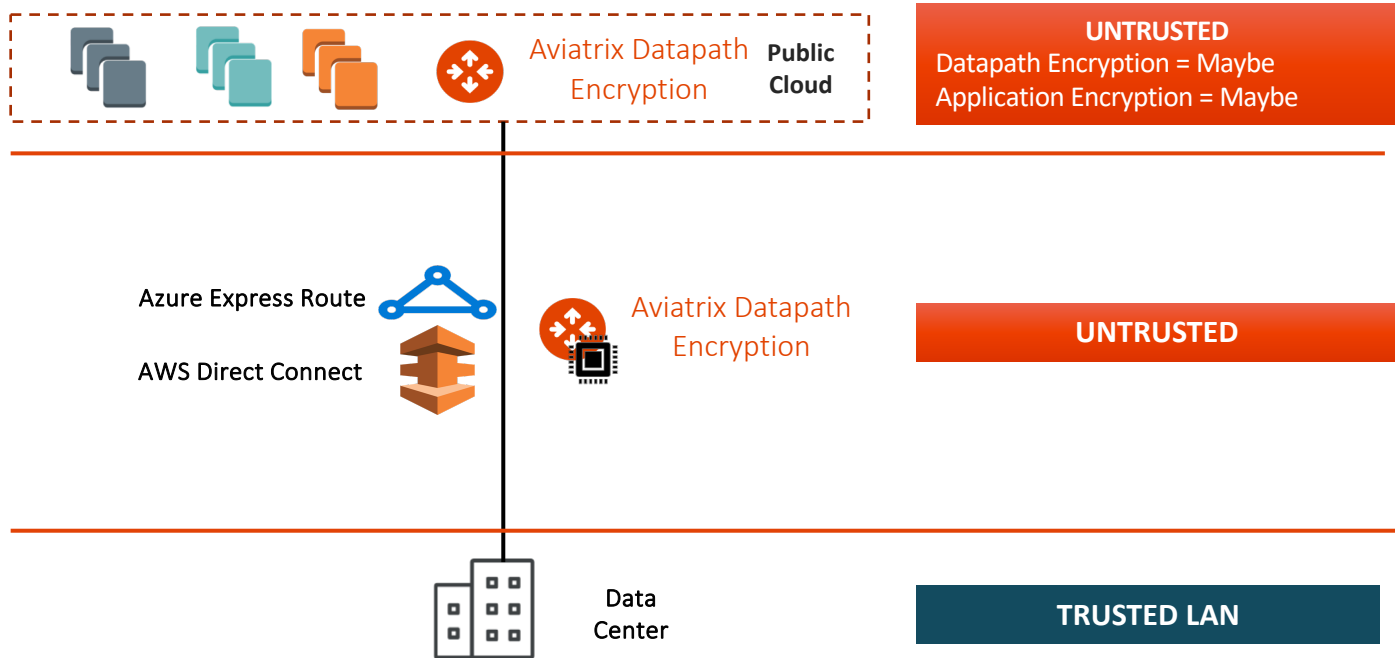 Aviatrix Datapath
Encryption
Public
Cloud
UNTRUSTED
Datapath Encryption = Maybe
Application Encryption = Maybe
Azure Express Route
AWS Direct Connect
Aviatrix Datapath
Encryption
UNTRUSTED
Data
Center
TRUSTED LAN